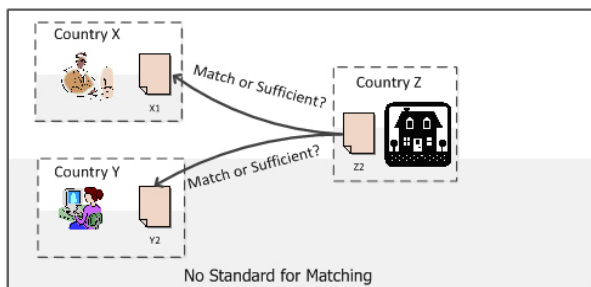 Country X
X1
Match or Sufficient?
Country Z
Z2
Country Y
Y2
Match or Sufficient?
No Standard for Matching